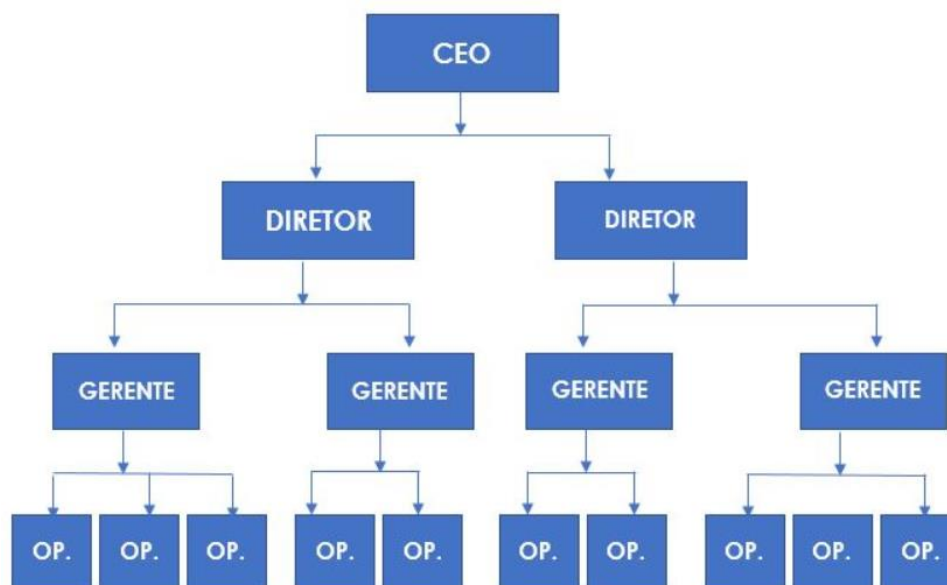 CEO
DIRETOR DIRETOR
GERENTE GERENTE GERENTE GERENTE
OP. OP. OP. OP. OP. OP. OP. OP. OP. OP.